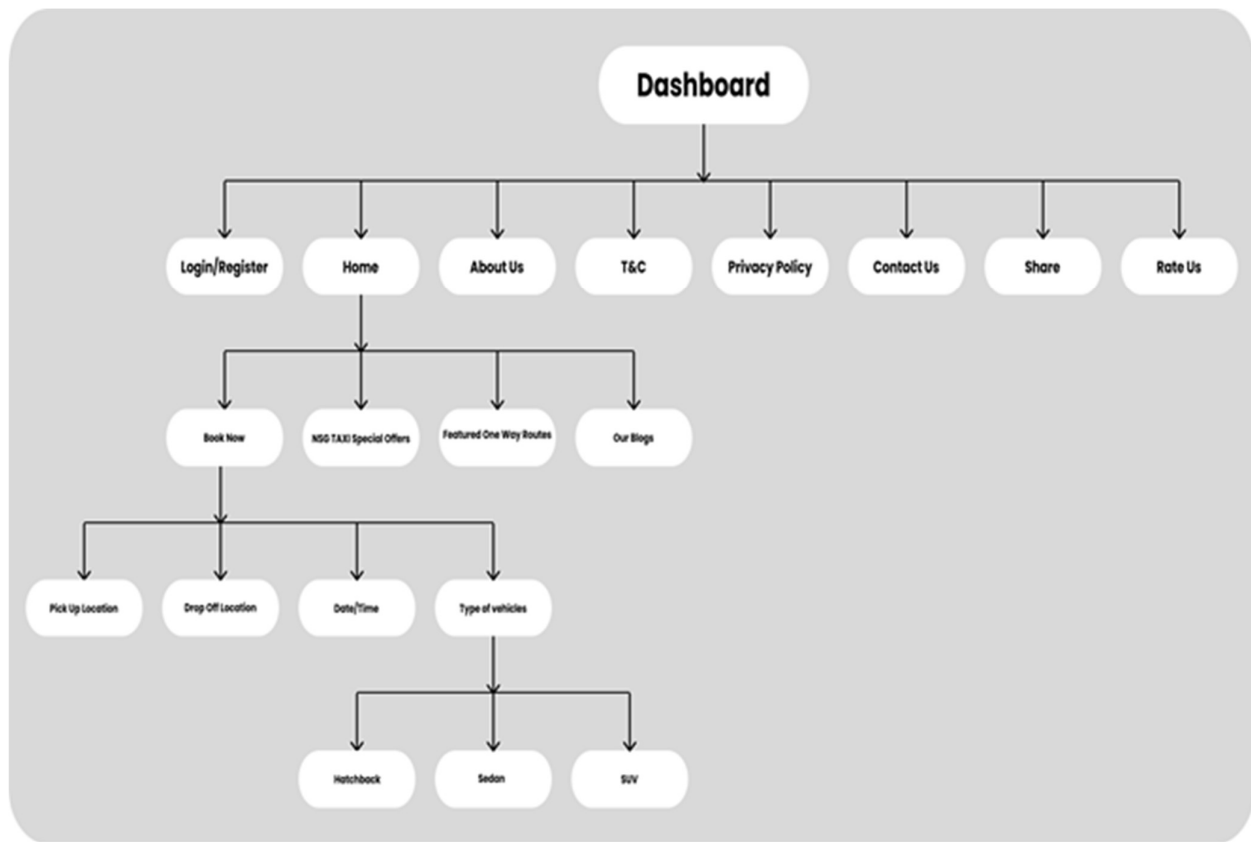 Dashboard
Login/Register
Home
About Us
T&C
Privacy Policy
Contact Us
Share
Rate Us
Book Now
NSG TAXI Special Offers
Featured One Way Routes
Our Blogs
Pick Up Location
Drop Off Location
Date/Time
Type of vehicles
Hatchback
Sedan
SUV